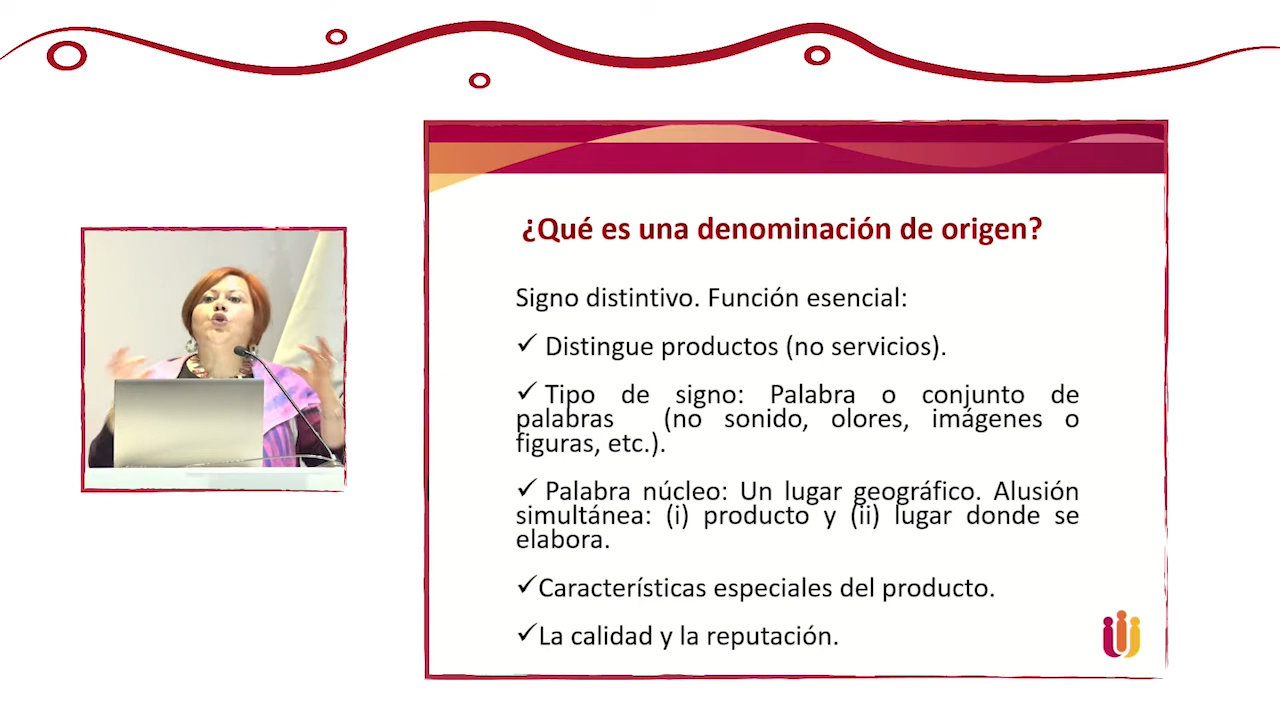 ¿Qué es una denominación de origen?
Signo distintivo. Función esencial:
✓ Distingue productos (no servicios).
✓ Tipo de signo: Palabra o conjunto de
palabras (no sonido, olores, imágenes o
figuras, etc.).
✓ Palabra núcleo: Un lugar geográfico. Alusión
simultánea: (i) producto y (ii) lugar donde se
elabora.
✓Características especiales del producto.
✓La calidad y la reputación.